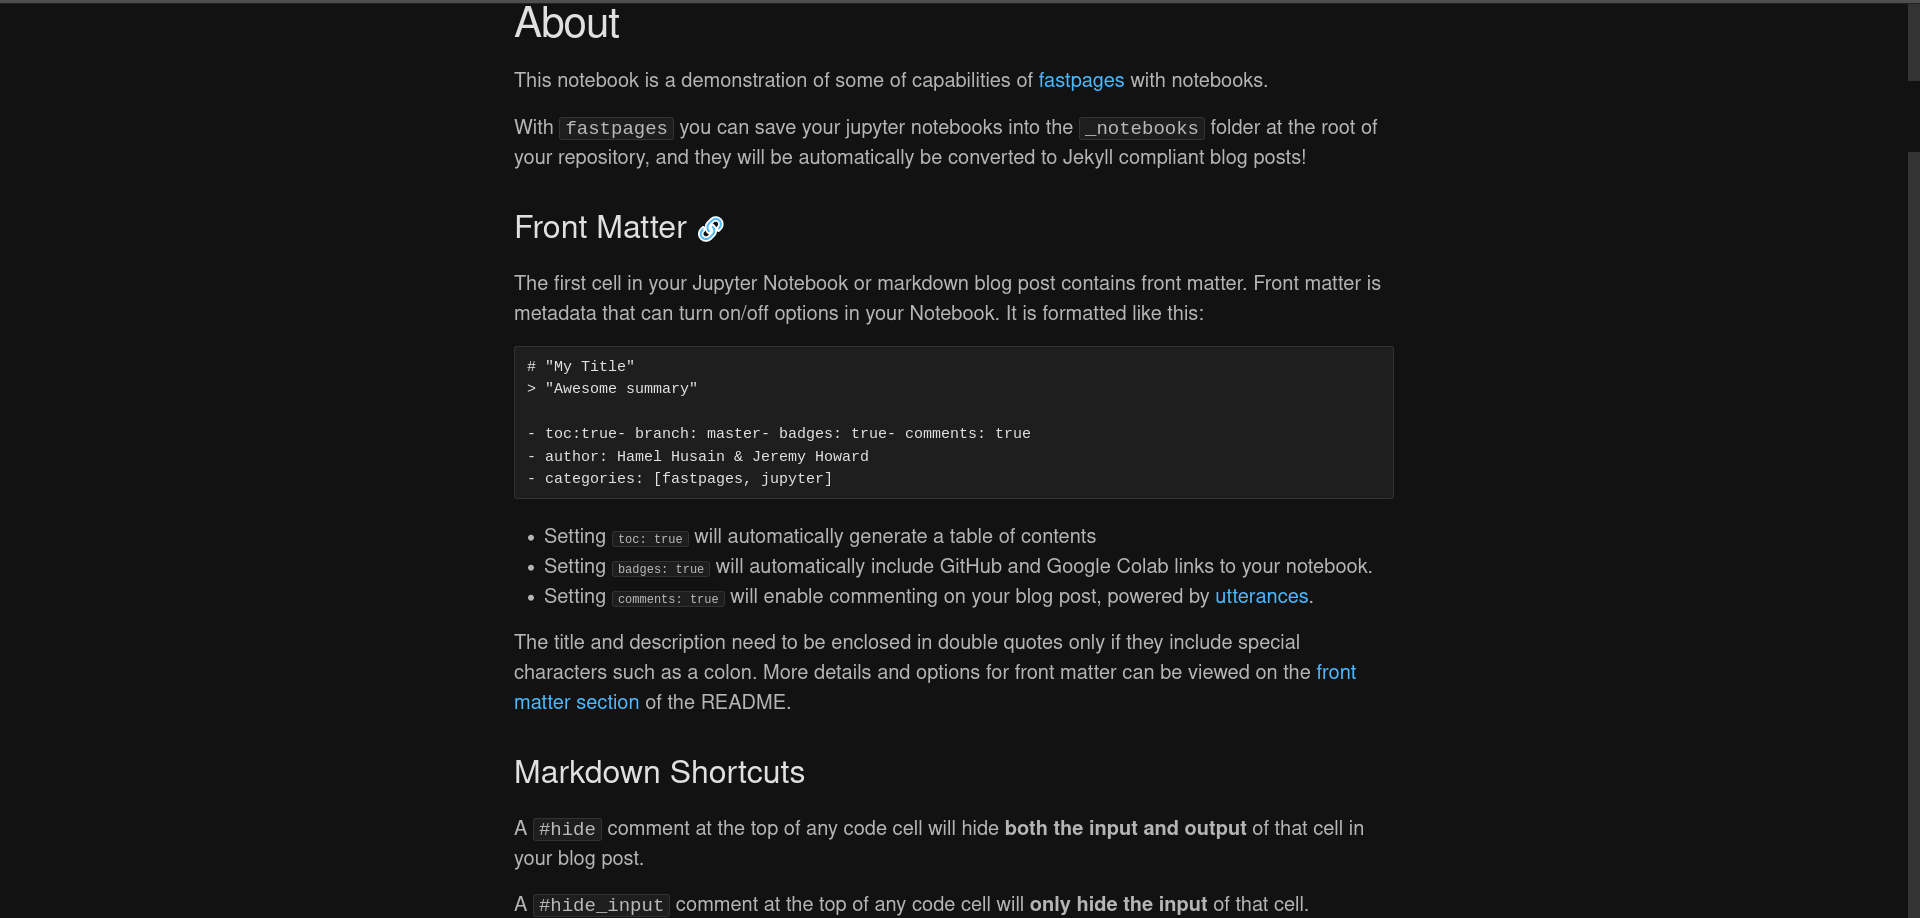 About
This notebook is a demonstration of some of capabilities of fastpages with notebooks.
With fastpages you can save your jupyter notebooks into the _notebooks folder at the root of
your repository, and they will be automatically be converted to Jekyll compliant blog posts!
Front Matter
The first cell in your Jupyter Notebook or markdown blog post contains front matter. Front matter is
metadata that can turn on/off options in your Notebook. It is formatted like this:
# "My Title"
> "Awesome summary"
- toc:true- branch: master- badges: true- comments: true
- author: Hamel Husain & Jeremy Howard
- categories: [fastpages, jupyter]
• Setting toc: true will automatically generate a table of contents
• Setting badges: true will automatically include GitHub and Google Colab links to your notebook.
• Setting comments: true will enable commenting on your blog post, powered by utterances.
The title and description need to be enclosed in double quotes only if they include special
characters such as a colon. More details and options for front matter can be viewed on the front
matter section of the README.
Markdown Shortcuts
A #hide comment at the top of any code cell will hide both the input and output of that cell in
your blog post.
A #hide_input comment at the top of any code cell will only hide the input of that cell.